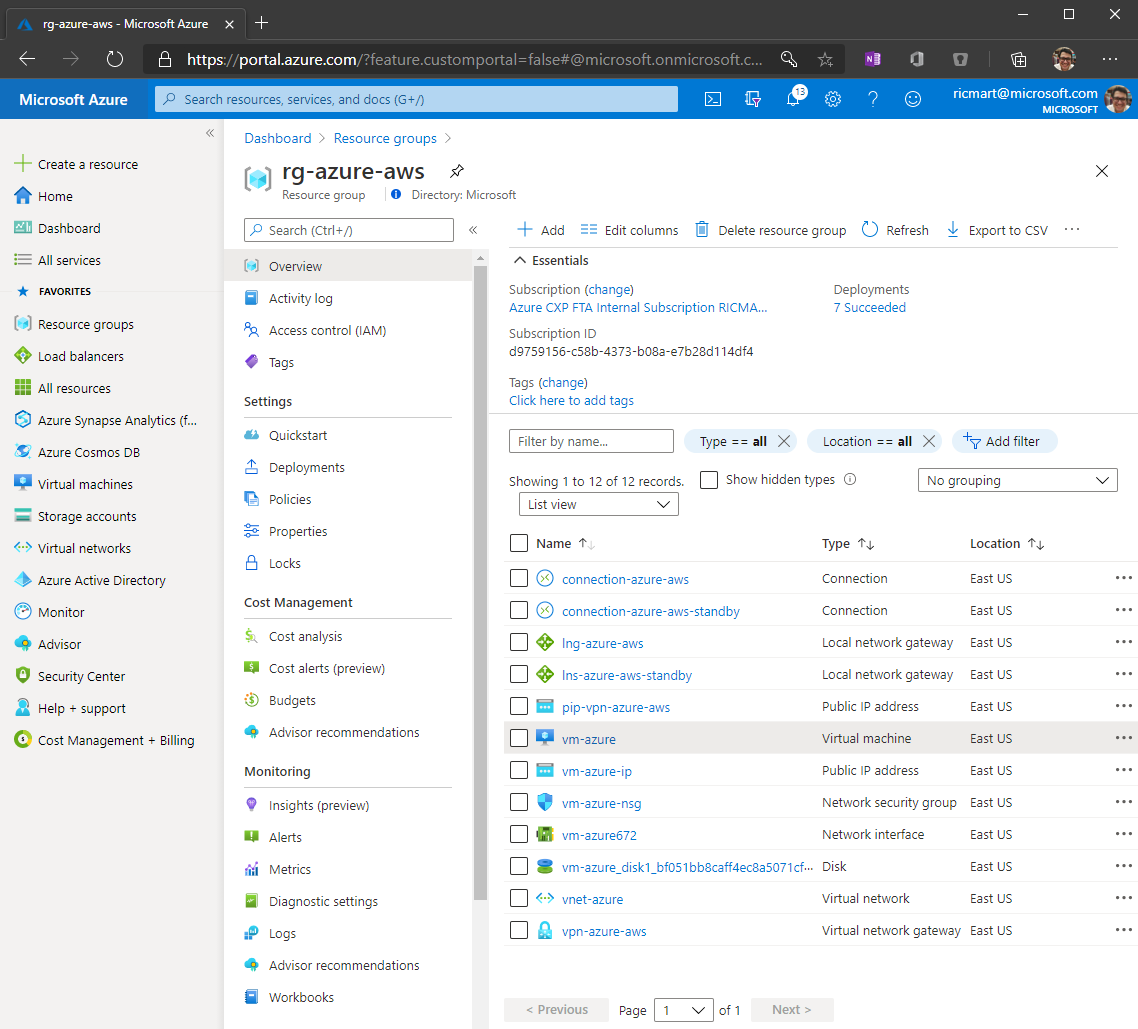 rg-azure-aws - Microsoft Azure
https://portal.azure.com/?feature.customportal=false#@microsoft.onmicrosoft.c...
Microsoft Azure
Search resources, services, and docs (G+/)
13
ricmart@microsoft.com
MICROSOFT
«
Create a resource
Home
Dashboard
All services
FAVORITES
Resource groups
Load balancers
All resources
Azure Synapse Analytics (f...
Azure Cosmos DB
Virtual machines
Storage accounts
Virtual networks
Azure Active Directory
Monitor
Advisor
Security Center
Help + support
Cost Management + Billing
Dashboard > Resource groups >
rg-azure-aws
Resource group
Directory: Microsoft
Search (Ctrl+/)
«
Overview
Activity log
Access control (IAM)
Tags
Settings
Quickstart
Deployments
Policies
Properties
Locks
Cost Management
Cost analysis
Cost alerts (preview)
Budgets
Advisor recommendations
Monitoring
Insights (preview)
Alerts
Metrics
Diagnostic settings
Logs
Advisor recommendations
Workbooks
Add Edit columns Delete resource group Refresh Export to CSV ...
Essentials
Subscription (change)
Azure CXP FTA Internal Subscription RICMA...
Deployments
7 Succeeded
Subscription ID
d9759156-c58b-4373-b08a-e7b28d114df4
Tags (change)
Click here to add tags
Filter by name...
Type == all
Location == all
Add filter
Showing 1 to 12 of 12 records.
Show hidden types
No grouping
List view
Name Type Location
connection-azure-aws Connection East US
connection-azure-aws-standby Connection East US
lng-azure-aws Local network gateway East US
lns-azure-aws-standby Local network gateway East US
pip-vpn-azure-aws Public IP address East US
vm-azure Virtual machine East US
vm-azure-ip Public IP address East US
vm-azure-nsg Network security group East US
vm-azure672 Network interface East US
vm-azure_disk1_bf051bb8caff4ec8a5071cf... Disk East US
vnet-azure Virtual network East US
vpn-azure-aws Virtual network gateway East US
< Previous Page 1 of 1 Next >